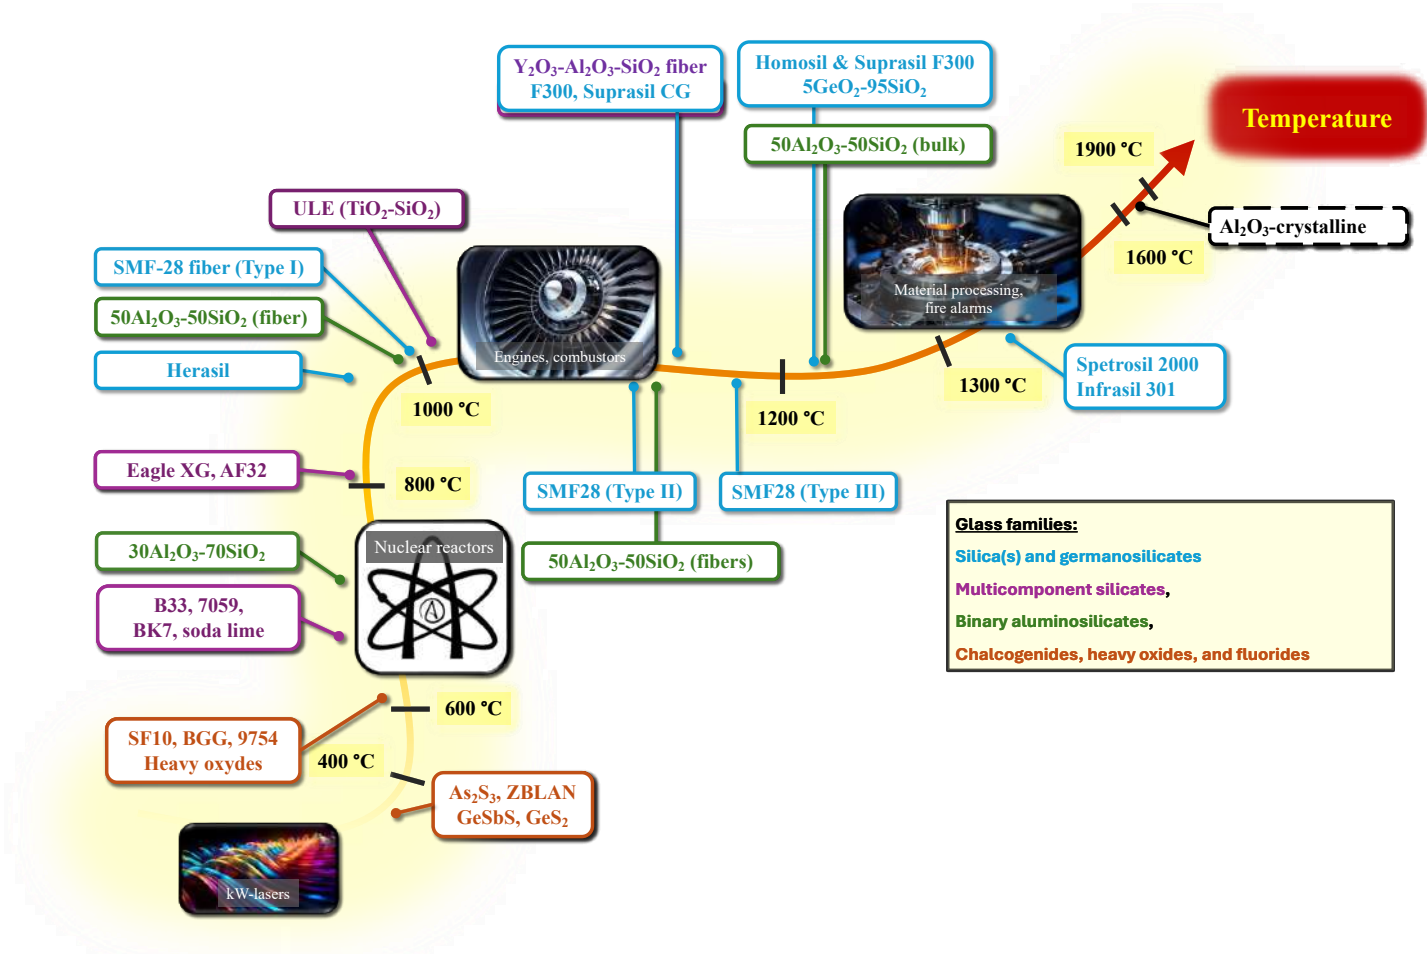 Y₂O₃-Al₂O₃-SiO₂ fiber
F300, Suprasil CG
Homosil & Suprasil F300
5GeO₂-95SiO₂
Temperature
50Al₂O₃-50SiO₂ (bulk)
1900 °C
ULE (TiO₂-SiO₂)
Al₂O₃-crystalline
1600 °C
SMF-28 fiber (Type I)
50Al₂O₃-50SiO₂ (fiber)
Herasil
Engines, combustors
Material processing,
fire alarms
1000 °C
1200 °C
1300 °C
Spetrosil 2000
Infrasil 301
Eagle XG, AF32
800 °C
SMF28 (Type II)
SMF28 (Type III)
50Al₂O₃-50SiO₂ (fibers)
30Al₂O₃-70SiO₂
Nuclear reactors
B33, 7059,
BK7, soda lime
Glass families:
Silica(s) and germanosilicates
Multicomponent silicates,
Binary aluminosilicates,
Chalcogenides, heavy oxides, and fluorides
600 °C
SF10, BGG, 9754
Heavy oxydes
400 °C
As₂S₃, ZBLAN
GeSbS, GeS₂
kW-lasers